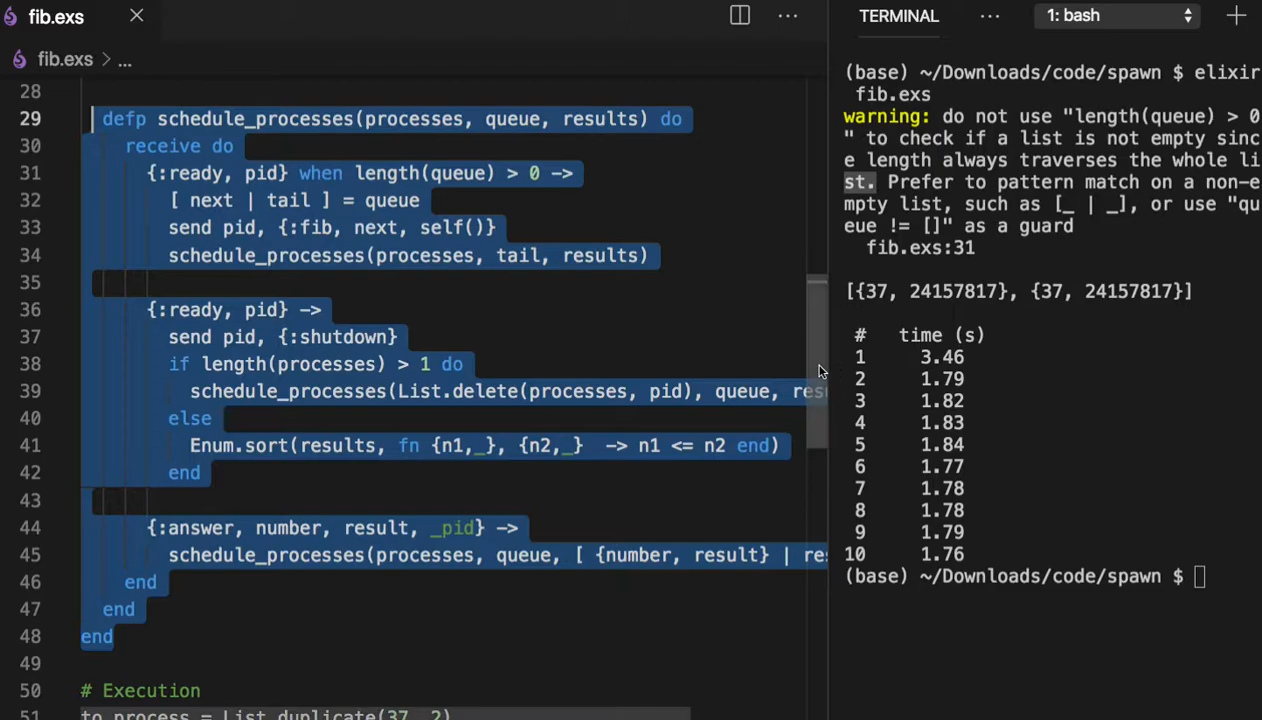 fib.exs
fib.exs > ...
28
29 defp schedule_processes(processes, queue, results) do
30 receive do
31 {:ready, pid} when length(queue) > 0 ->
32 [ next | tail ] = queue
33 send pid, {:fib, next, self()}
34 schedule_processes(processes, tail, results)
35
36 {:ready, pid} ->
37 send pid, {:shutdown}
38 if length(processes) > 1 do
39 schedule_processes(List.delete(processes, pid), queue,
40 else
41 Enum.sort(results, fn {n1,_}, {n2,_}  -> n1 <= n2 end)
42 end
43
44 {:answer, number, result, _pid} ->
45 schedule_processes(processes, queue, [ {number, result} |
46 end
47 end
48 end
49
50 # Execution
51 to_process = List.duplicate(37, 2)
TERMINAL ... 1: bash
(base) ~/Downloads/code/spawn $ elixir
fib.exs
warning: do not use "length(queue) > 0
" to check if a list is not empty sinc
e length always traverses the whole li
st. Prefer to pattern match on a non-e
mpty list, such as [_ | _], or use "qu
eue != []" as a guard
fib.exs:31
[{37, 24157817}, {37, 24157817}]
# time (s)
1 3.46
2 1.79
3 1.82
4 1.83
5 1.84
6 1.77
7 1.78
8 1.78
9 1.79
10 1.76
(base) ~/Downloads/code/spawn $